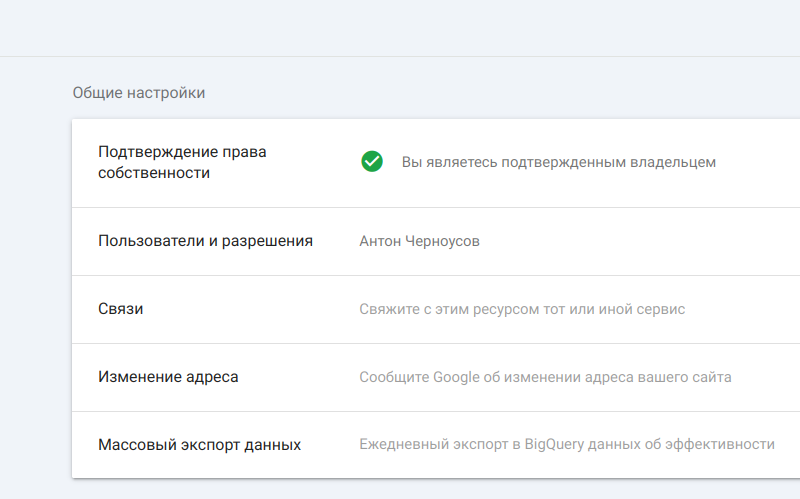 Общие настройки
Подтверждение права
собственности
Вы являетесь подтвержденным владельцем
Пользователи и разрешения
Антон Черноусов
Связи
Свяжите с этим ресурсом тот или иной сервис
Изменение адреса
Сообщите Google об изменении адреса вашего сайта
Массовый экспорт данных
Ежедневный экспорт в BigQuery данных об эффективности